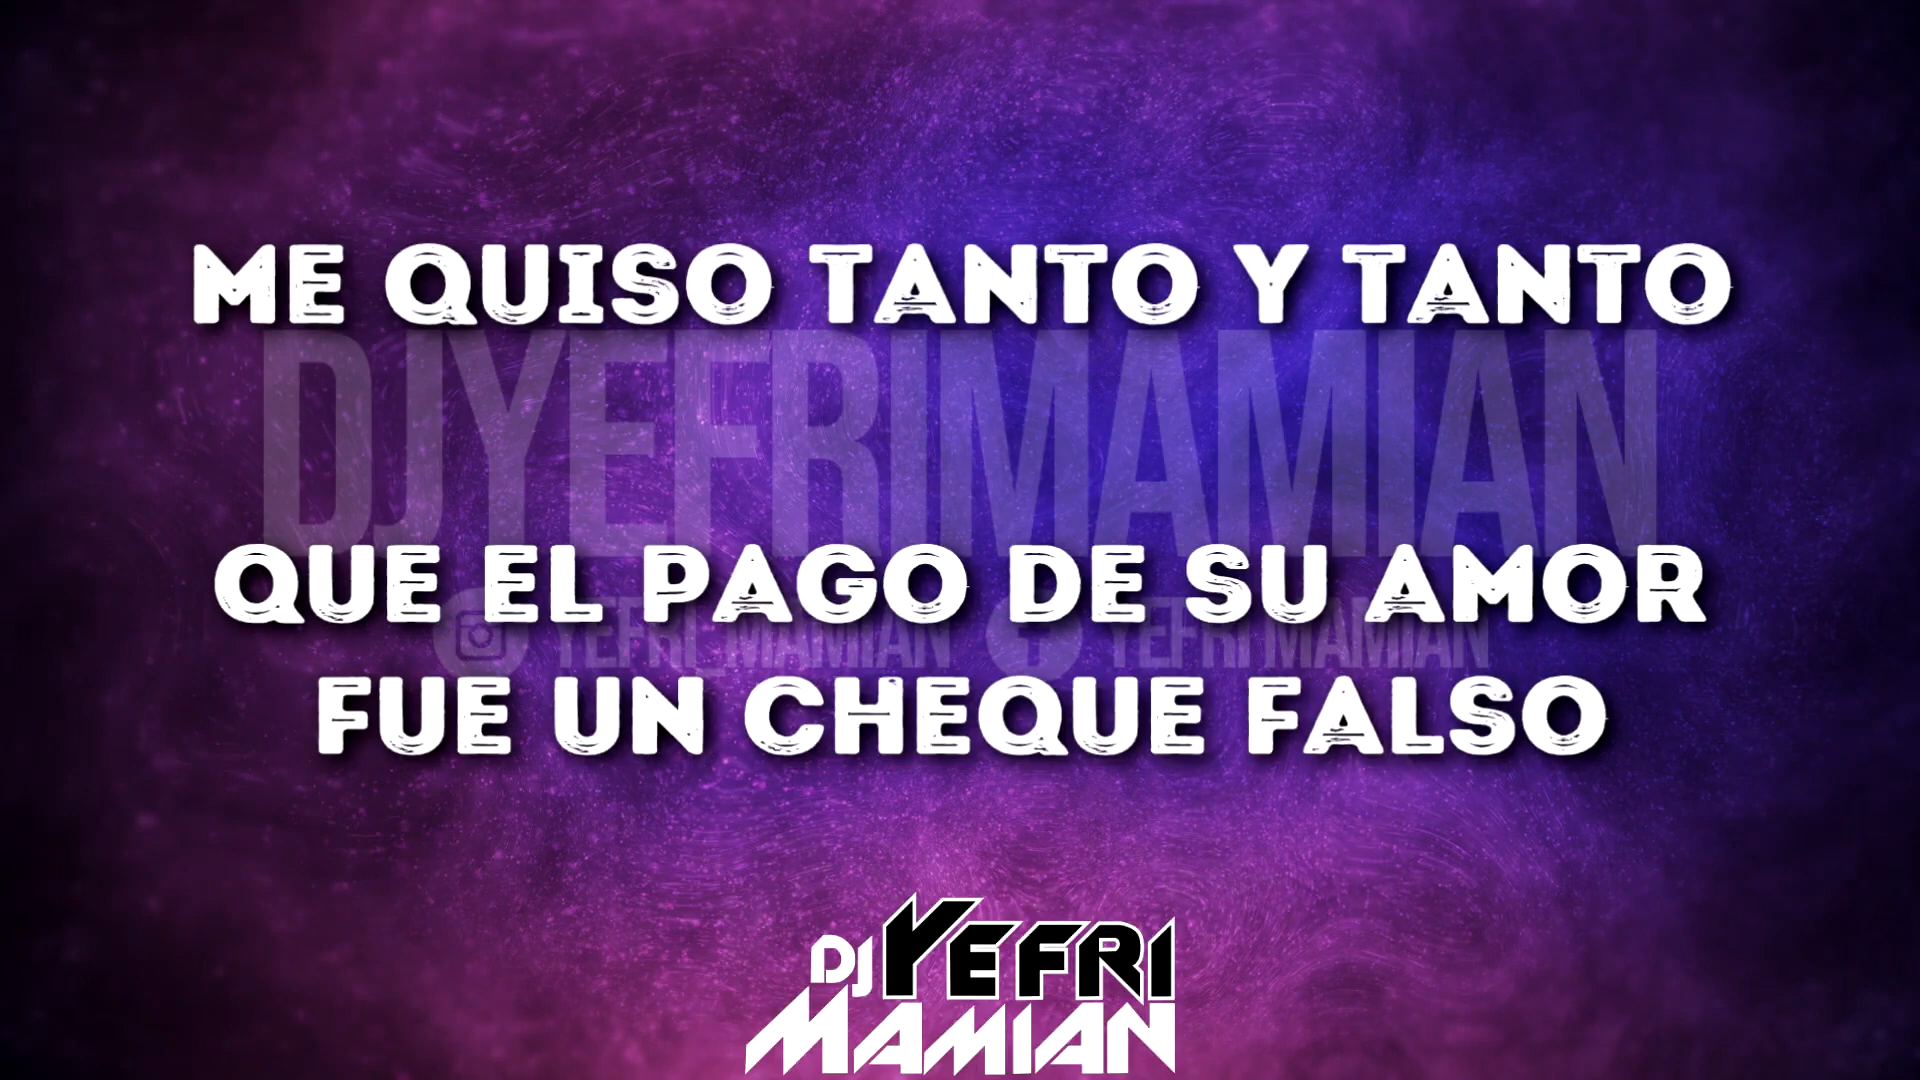 ME QUISO TANTO Y TANTO
DJYEFRIMAMIAN
QUE EL PAGO DE SU AMOR
YEFRI_MAMIAN YEFRI MAMIAN
FUE UN CHEQUE FALSO
DJ YEFRI
MAMIAN